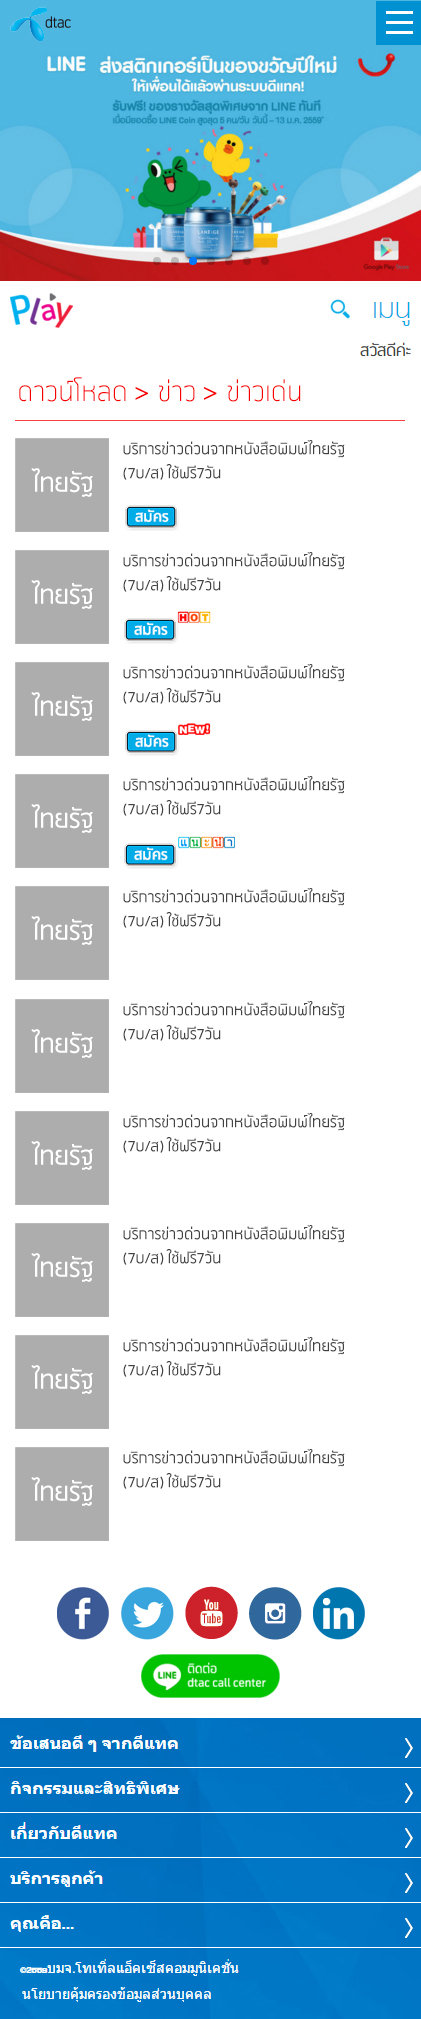 dtac
LINE ส่งสติกเกอร์เป็นของขวัญปีใหม่
ให้เพื่อนได้แล้วผ่านระบบดีแทค!
รับฟรี! ของรางวัลสุดพิเศษจาก LINE ทันที
เมื่อมียอดซื้อ LINE Coin สูงสุด 5 คน/วัน วันนี้ - 13 ม.ค. 2559
LANEIGE
Google Play
Play
เมนู
สวัสดีค่ะ
ดาวน์โหลด > ข่าว > ข่าวเด่น
ไทยรัฐ
บริการข่าวด่วนจากหนังสือพิมพ์ไทยรัฐ
(7บ/ส) ใช้ฟรี7วัน
สมัคร
ไทยรัฐ
บริการข่าวด่วนจากหนังสือพิมพ์ไทยรัฐ
(7บ/ส) ใช้ฟรี7วัน
สมัคร HOT
ไทยรัฐ
บริการข่าวด่วนจากหนังสือพิมพ์ไทยรัฐ
(7บ/ส) ใช้ฟรี7วัน
สมัคร NEW!
ไทยรัฐ
บริการข่าวด่วนจากหนังสือพิมพ์ไทยรัฐ
(7บ/ส) ใช้ฟรี7วัน
สมัคร แนะนำ
ไทยรัฐ
บริการข่าวด่วนจากหนังสือพิมพ์ไทยรัฐ
(7บ/ส) ใช้ฟรี7วัน
ไทยรัฐ
บริการข่าวด่วนจากหนังสือพิมพ์ไทยรัฐ
(7บ/ส) ใช้ฟรี7วัน
ไทยรัฐ
บริการข่าวด่วนจากหนังสือพิมพ์ไทยรัฐ
(7บ/ส) ใช้ฟรี7วัน
ไทยรัฐ
บริการข่าวด่วนจากหนังสือพิมพ์ไทยรัฐ
(7บ/ส) ใช้ฟรี7วัน
ไทยรัฐ
บริการข่าวด่วนจากหนังสือพิมพ์ไทยรัฐ
(7บ/ส) ใช้ฟรี7วัน
ไทยรัฐ
บริการข่าวด่วนจากหนังสือพิมพ์ไทยรัฐ
(7บ/ส) ใช้ฟรี7วัน
You Tube
LINE ติดต่อ
dtac call center
ข้อเสนอดี ๆ จากดีแทค
กิจกรรมและสิทธิพิเศษ
เกี่ยวกับดีแทค
บริการลูกค้า
คุณคือ...
บมจ.โทเทิ่ลแอ็คเซ็สคอมมูนิเคชั่น
นโยบายคุ้มครองข้อมูลส่วนบุคคล